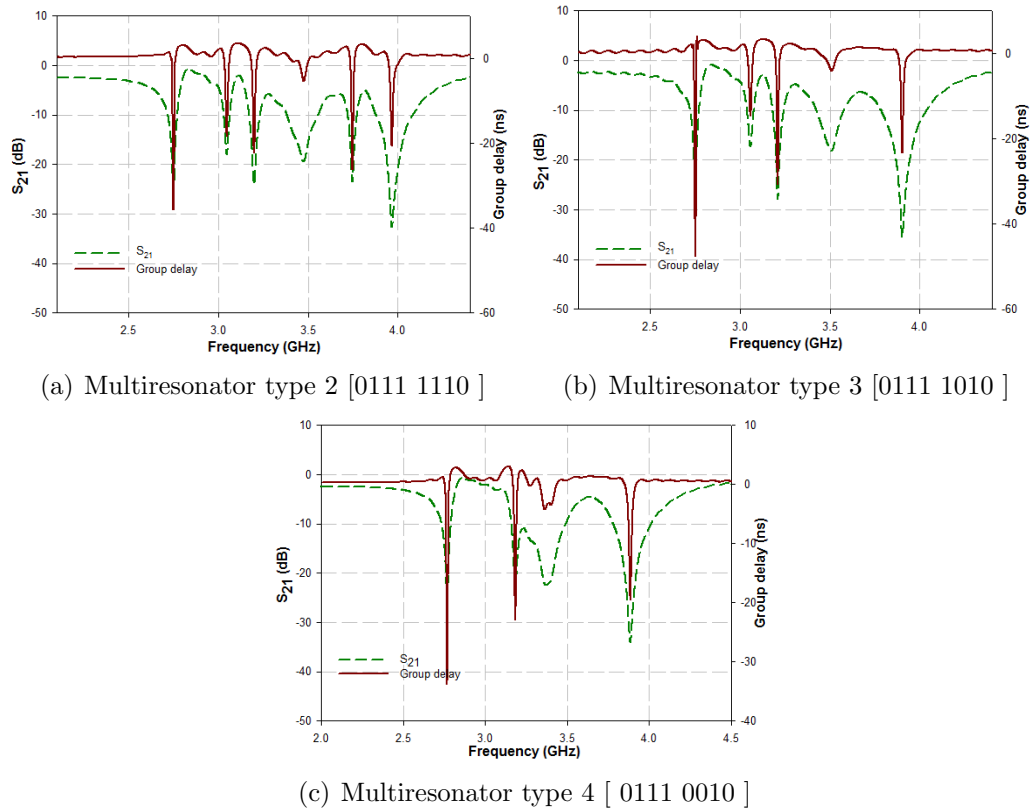 10
0
-10
-20
-30
-40
-50
S21 (dB)
0
-20
-40
-60
Group delay (ns)
S21
Group delay
2.5 3.0 3.5 4.0
Frequency (GHz)
(a) Multiresonator type 2 [0111 1110 ]
10
0
-10
-20
-30
-40
-50
S21 (dB)
10
0
-10
-20
-30
-40
-50
-60
Group delay (ns)
S21
Group delay
2.5 3.0 3.5 4.0
Frequency (GHz)
(b) Multiresonator type 3 [0111 1010 ]
10
0
-10
-20
-30
-40
-50
S21 (dB)
10
0
-10
-20
-30
-40
Group delay (ns)
S21
Group delay
2.0 2.5 3.0 3.5 4.0 4.5
Frequency (GHz)
(c) Multiresonator type 4 [ 0111 0010 ]